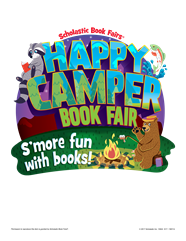 Scholastic Book Fairs®
HAPPY
CAMPER
BOOK FAIR
S'more fun
with books!